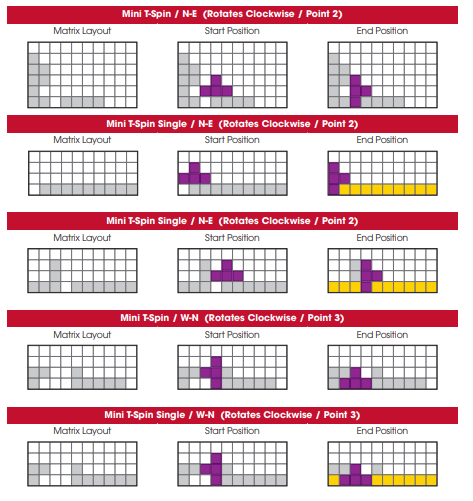 Mini T-Spin / N-E (Rotates Clockwise / Point 2)
Matrix Layout Start Position End Position
Mini T-Spin Single / N-E (Rotates Clockwise / Point 2)
Matrix Layout Start Position End Position
Mini T-Spin Single / N-E (Rotates Clockwise / Point 2)
Matrix Layout Start Position End Position
Mini T-Spin / W-N (Rotates Clockwise / Point 3)
Matrix Layout Start Position End Position
Mini T-Spin Single / W-N (Rotates Clockwise / Point 3)
Matrix Layout Start Position End Position